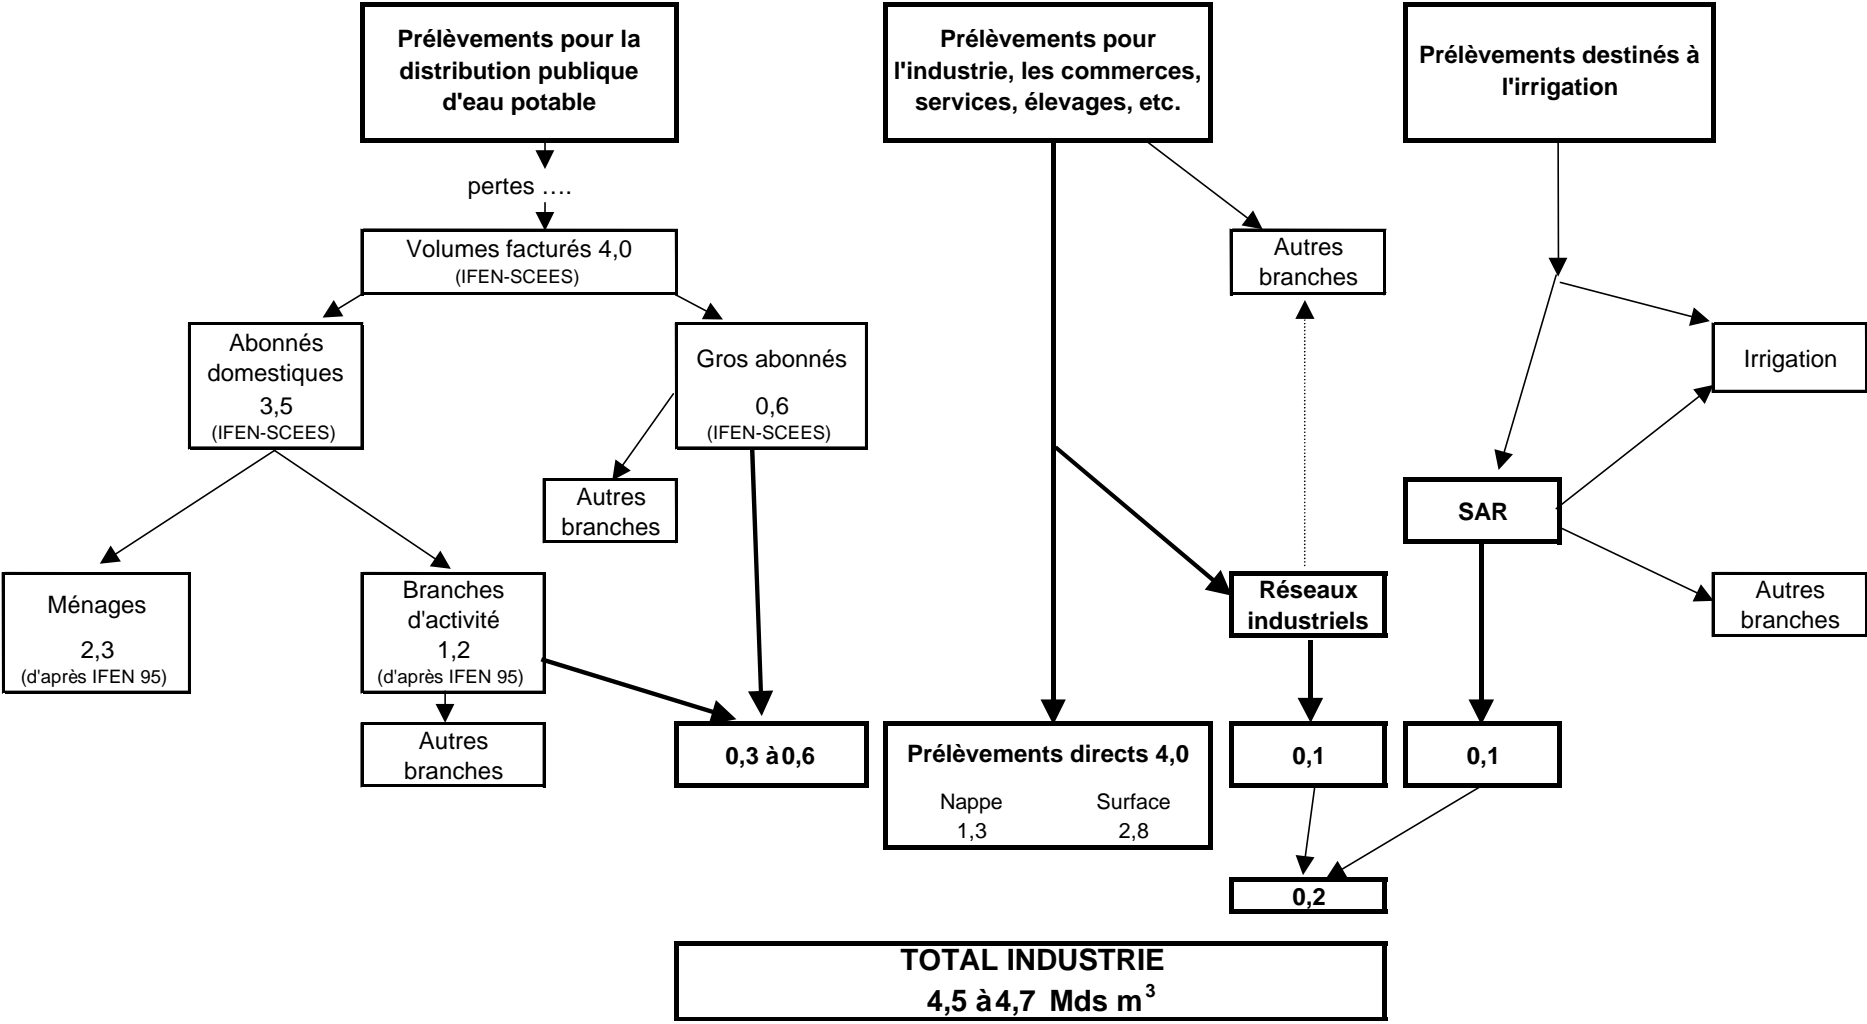 Prélèvements pour la
distribution publique
d'eau potable
Prélèvements pour
l'industrie, les commerces,
services, élevages, etc.
Prélèvements destinés à
l'irrigation
pertes ....
Volumes facturés 4,0
(IFEN-SCEES)
Autres
branches
Abonnés
domestiques
3,5
(IFEN-SCEES)
Gros abonnés
0,6
(IFEN-SCEES)
Irrigation
Autres
branches
SAR
Ménages
2,3
(d'après IFEN 95)
Branches
d'activité
1,2
(d'après IFEN 95)
Réseaux
industriels
Autres
branches
Autres
branches
0,3 à 0,6
Prélèvements directs 4,0
Nappe Surface
1,3 2,8
0,1
0,1
0,2
TOTAL INDUSTRIE
4,5 à 4,7 Mds m³